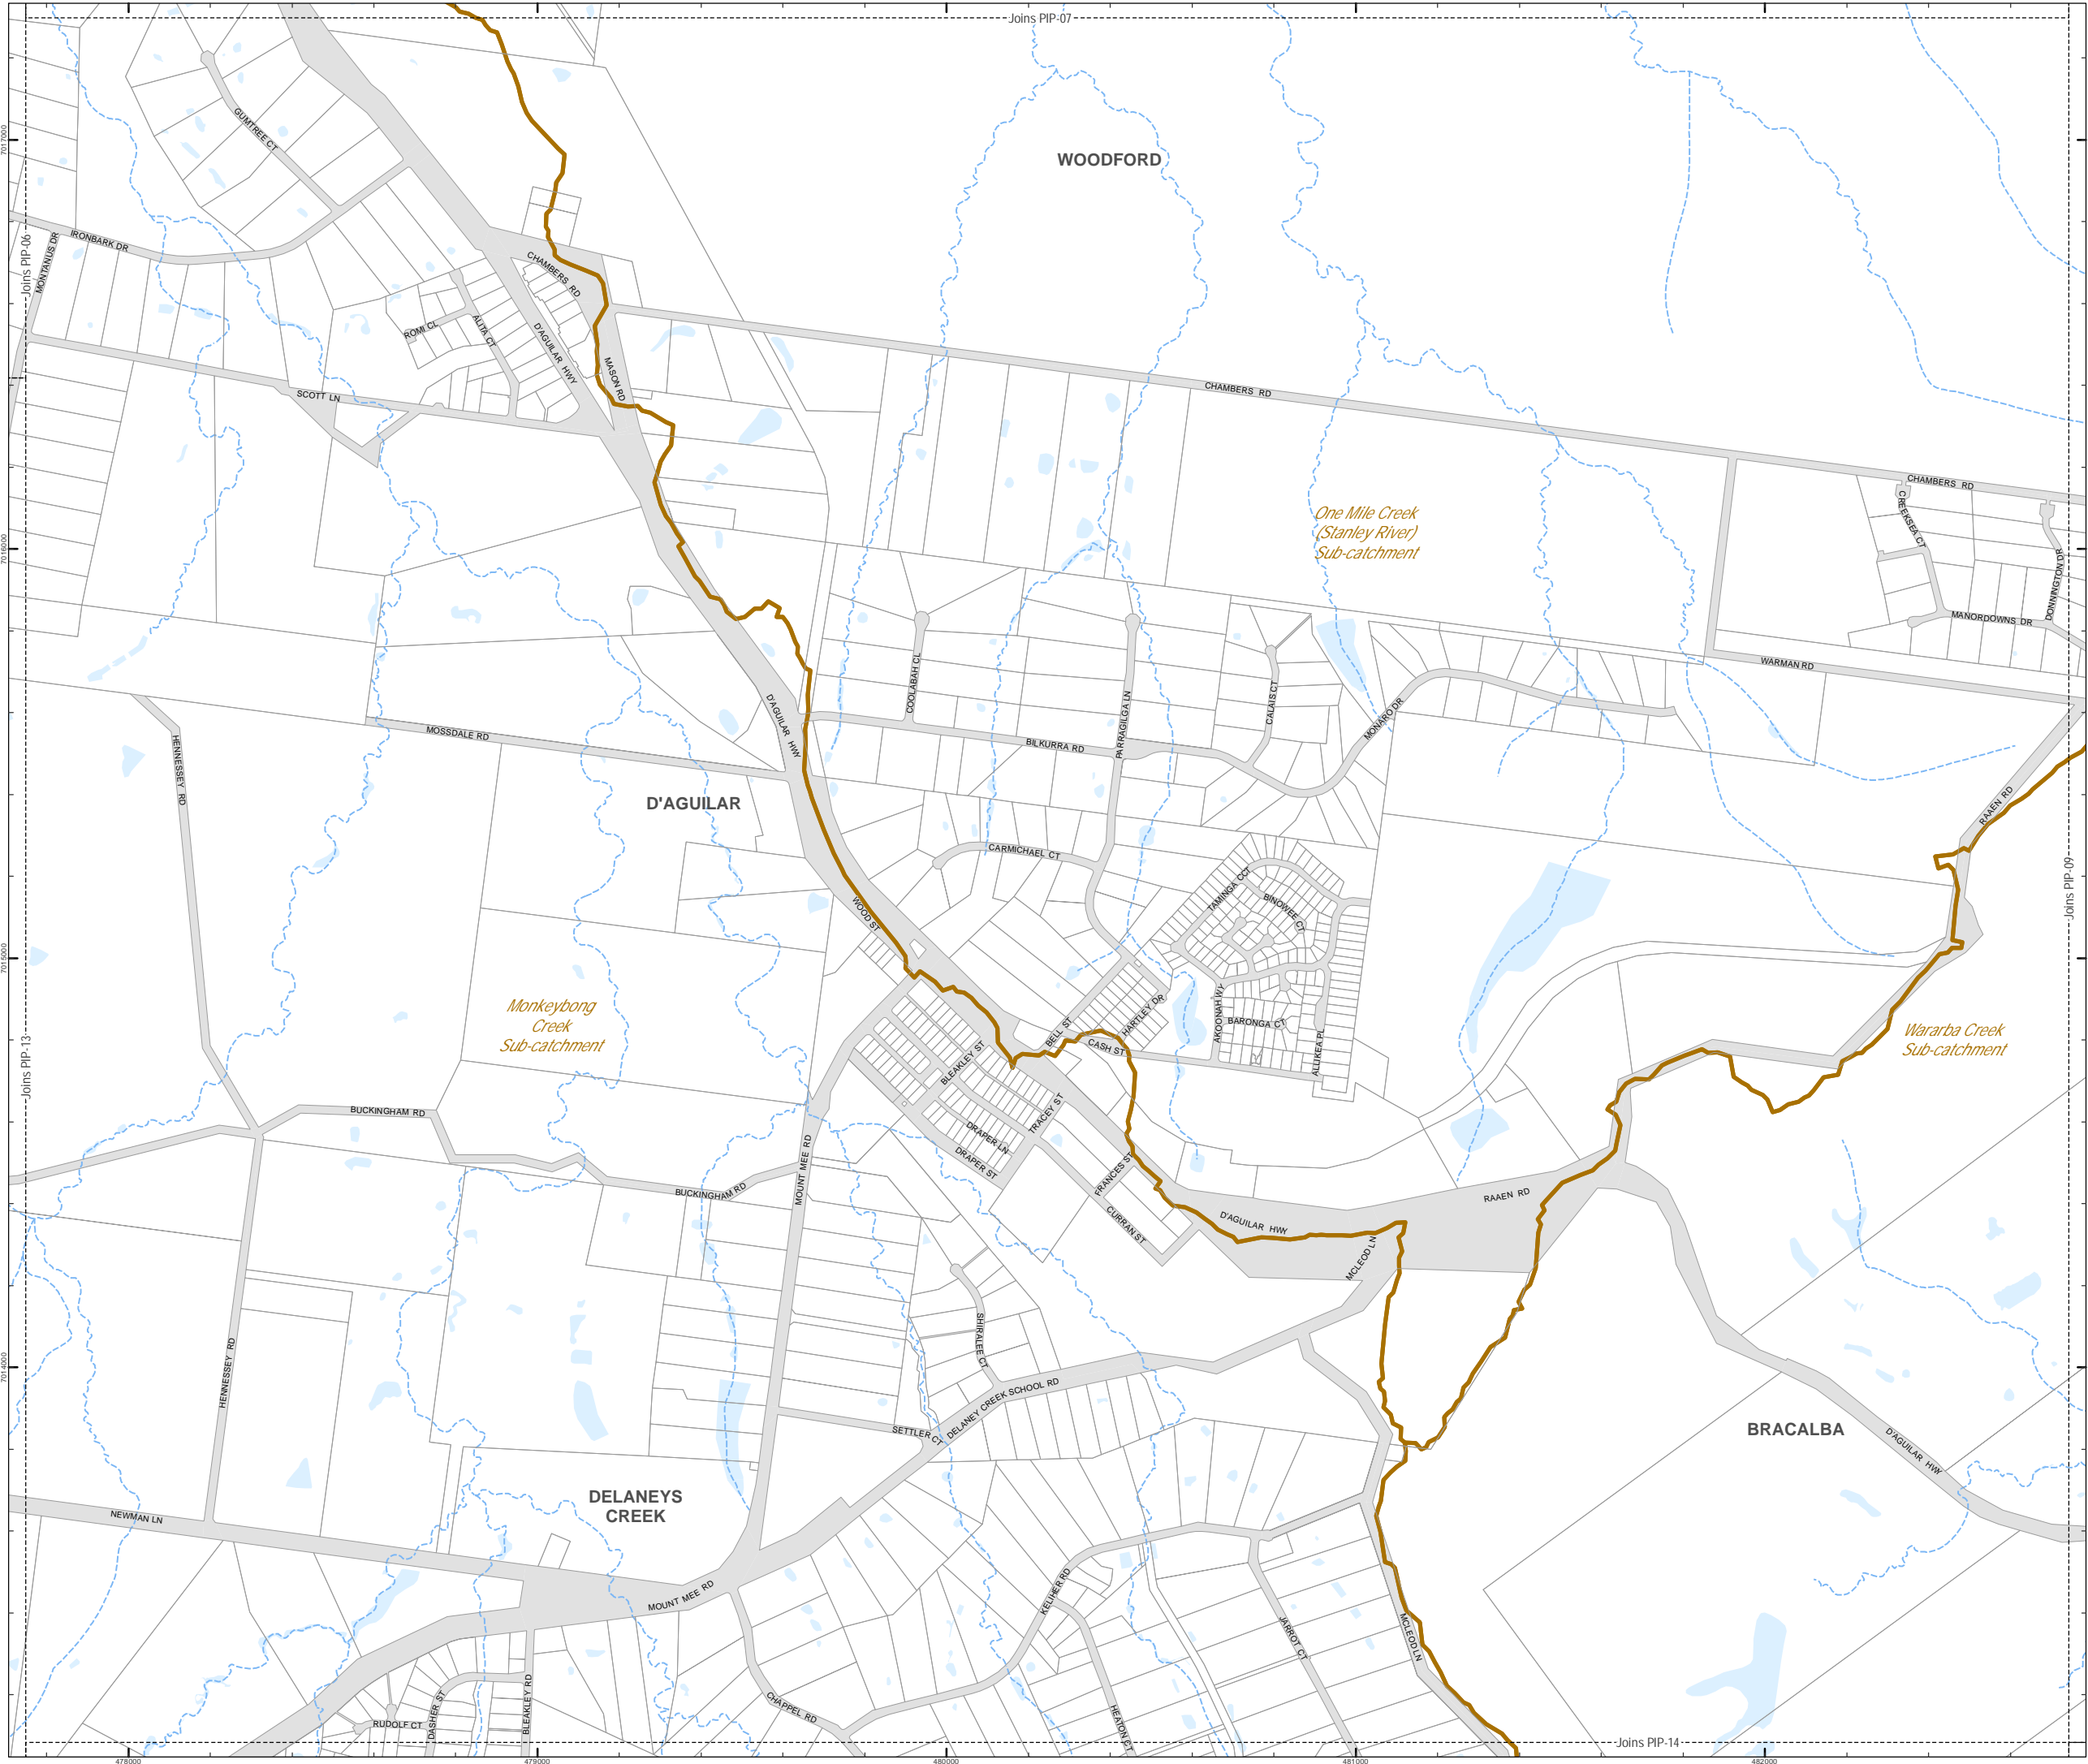 Joins PIP-07
WOODFORD
7017000
GUMTREE CT
Joins PIP-06
IRONBARK DR
MONTANUS DR
CHAMBERS RD
ROMI CL
ALITA CT
D'AGUILAR HWY
MASON RD
SCOTT LN
CHAMBERS RD
CHAMBERS RD
CREEKSEA CT
DONNINGTON DR
MANORDOWNS DR
One Mile Creek
(Stanley River)
Sub-catchment
7016000
WARMAN RD
COOLABAH CL
PARRAGILGA LN
CALAIS CT
MONARO DR
D'AGUILAR HWY
MOSSDALE RD
HENNESSEY RD
BILKURRA RD
RAAEN RD
D'AGUILAR
CARMICHAEL CT
TAMINGA CCT
BINOWEE CT
WOOD ST
Joins PIP-09
7015000
Monkeybong
Creek
Sub-catchment
HARTLEY DR
AKOONAH WY
BELL ST
BARONGA CT
CASH ST
ALLIKEA PL
BLEAKLEY ST
Wararba Creek
Sub-catchment
Joins PIP-13
BUCKINGHAM RD
TRACEY ST
DRAPER LN
DRAPER ST
MOUNT MEE RD
BUCKINGHAM RD
FRANCES ST
CURRAN ST
D'AGUILAR HWY
RAAEN RD
MCLEOD LN
7014000
HENNESSEY RD
SHIRALEE CT
DELANEY CREEK SCHOOL RD
SETTLER CT
BRACALBA
D'AGUILAR HWY
DELANEYS
CREEK
NEWMAN LN
MOUNT MEE RD
KELIHER RD
JARROT CT
MCLEOD LN
CHAPPEL RD
HEATON CT
RUDOLF CT
DASHER ST
BLEAKLEY RD
Joins PIP-14
478000
479000
480000
481000
482000